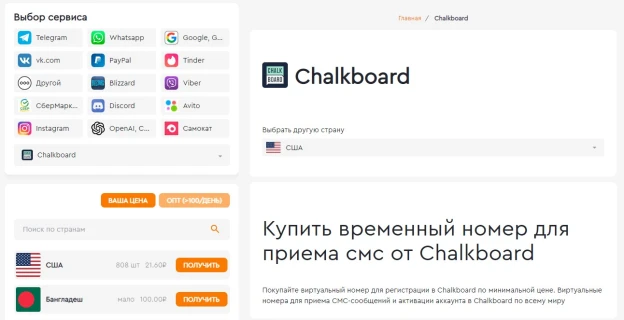 Выбор сервиса
Telegram
Whatsapp
Google, G...
vk.com
PayPal
Tinder
Другой
Blizzard
Viber
СберМарк...
Discord
Avito
Instagram
OpenAI, C...
Самокат
Chalkboard
ВАША ЦЕНА
ОПТ (>100/ДЕНЬ)
Поиск по странам
США 808 шт 21.60₽ ПОЛУЧИТЬ
Бангладеш мало 100.00₽ ПОЛУЧИТЬ
Главная / Chalkboard
CHALK
BOARD
Chalkboard
Выбрать другую страну
США
Купить временный номер для
приема смс от Chalkboard
Покупайте виртуальный номер для регистрации в Chalkboard по минимальной цене. Виртуальные
номера для приема СМС-сообщений и активации аккаунта в Chalkboard по всему миру